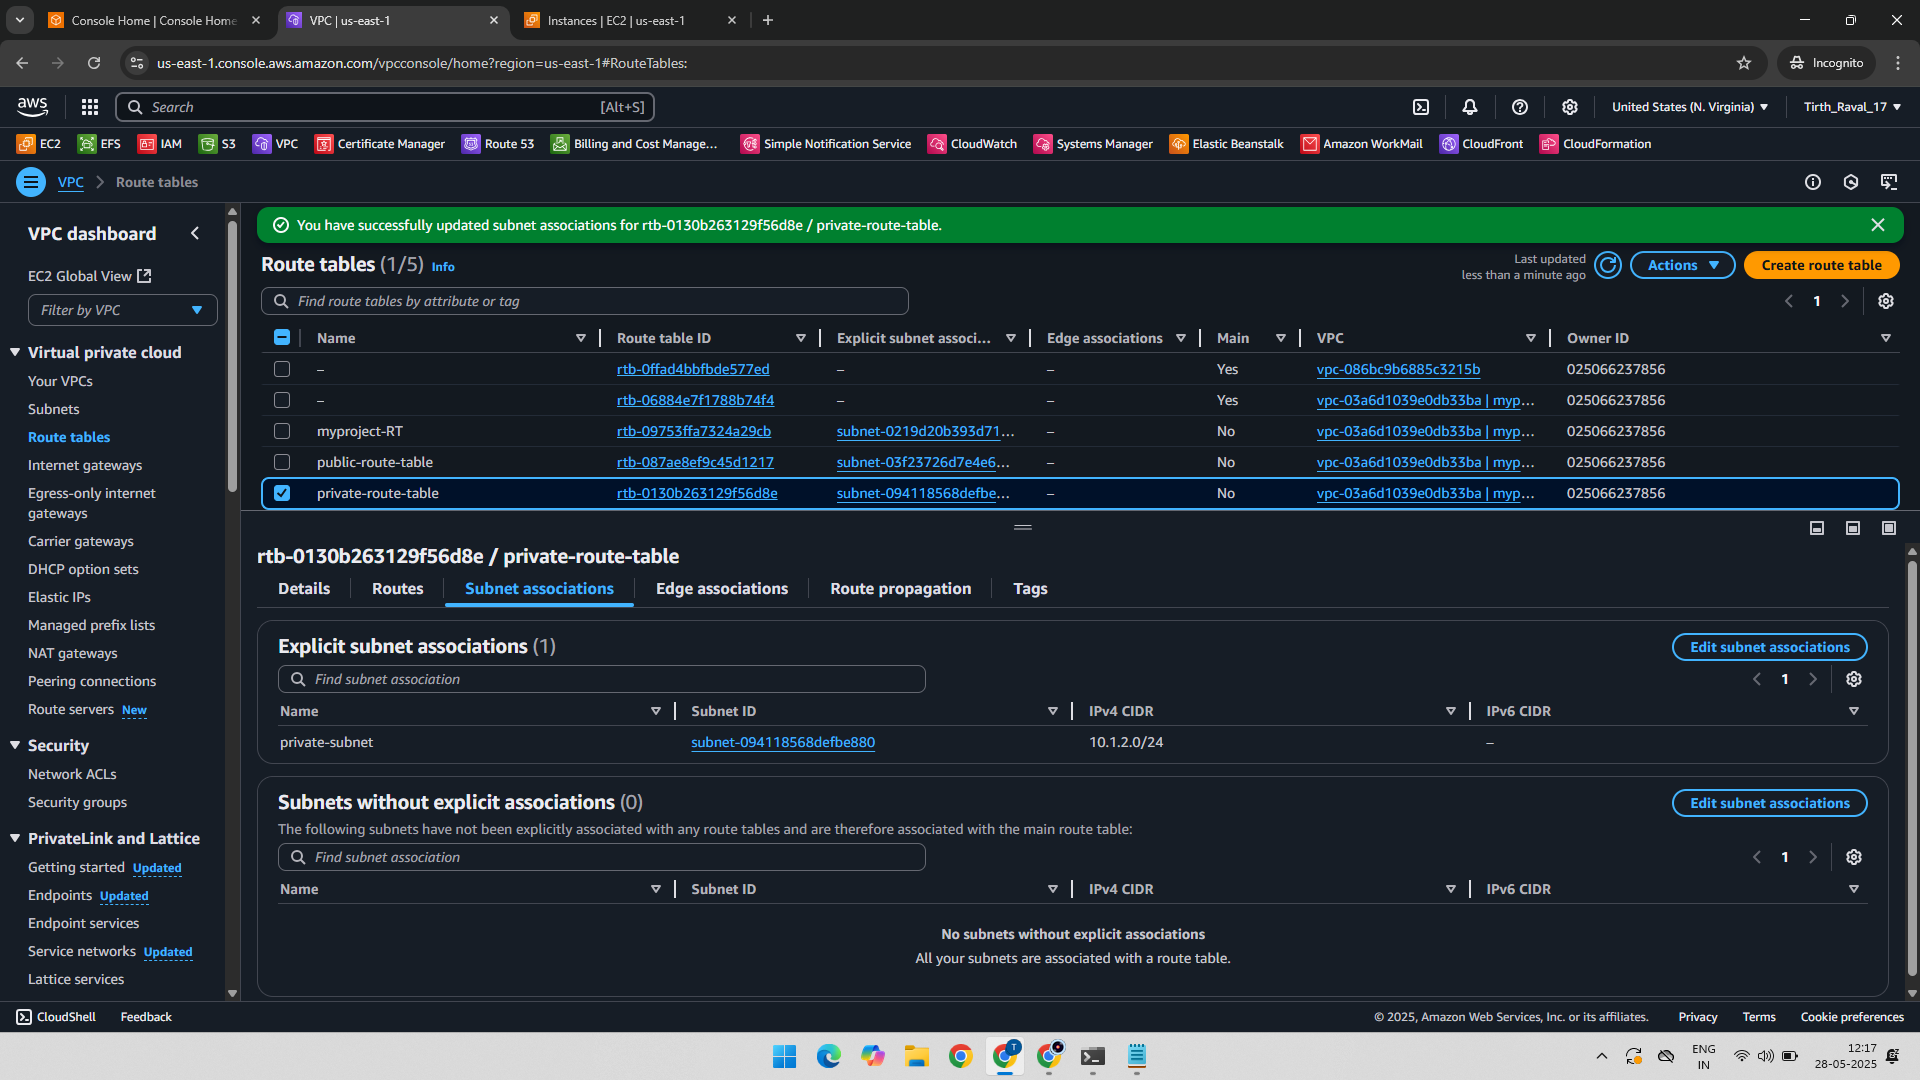 Console Home | Console Home
VPC | us-east-1
Instances | EC2 | us-east-1
us-east-1.console.aws.amazon.com/vpcconsole/home?region=us-east-1#RouteTables:
Incognito
aws
Search
[Alt+S]
United States (N. Virginia)
Tirth_Raval_17
EC2
EFS
IAM
S3
VPC
Certificate Manager
Route 53
Billing and Cost Manage...
Simple Notification Service
CloudWatch
Systems Manager
Elastic Beanstalk
Amazon WorkMail
CloudFront
CloudFormation
VPC
Route tables
VPC dashboard
EC2 Global View
Filter by VPC
Virtual private cloud
Your VPCs
Subnets
Route tables
Internet gateways
Egress-only internet
gateways
Carrier gateways
DHCP option sets
Elastic IPs
Managed prefix lists
NAT gateways
Peering connections
Route servers New
Security
Network ACLs
Security groups
PrivateLink and Lattice
Getting started Updated
Endpoints Updated
Endpoint services
Service networks Updated
Lattice services
You have successfully updated subnet associations for rtb-0130b263129f56d8e / private-route-table.
Route tables (1/5) Info
Last updated
less than a minute ago
Actions
Create route table
Find route tables by attribute or tag
1
Name Route table ID Explicit subnet associ... Edge associations Main VPC Owner ID
– rtb-0ffad4bbfbde577ed – – Yes vpc-086bc9b6885c3215b 025066237856
– rtb-06884e7f1788b74f4 – – Yes vpc-03a6d1039e0db33ba | myp... 025066237856
myproject-RT rtb-09753ffa7324a29cb subnet-0219d20b393d71... – No vpc-03a6d1039e0db33ba | myp... 025066237856
public-route-table rtb-087ae8ef9c45d1217 subnet-03f23726d7e4e6... – No vpc-03a6d1039e0db33ba | myp... 025066237856
private-route-table rtb-0130b263129f56d8e subnet-094118568defbe... – No vpc-03a6d1039e0db33ba | myp... 025066237856
rtb-0130b263129f56d8e / private-route-table
Details
Routes
Subnet associations
Edge associations
Route propagation
Tags
Explicit subnet associations (1)
Edit subnet associations
Find subnet association
1
Name Subnet ID IPv4 CIDR IPv6 CIDR
private-subnet subnet-094118568defbe880 10.1.2.0/24 –
Subnets without explicit associations (0)
Edit subnet associations
The following subnets have not been explicitly associated with any route tables and are therefore associated with the main route table:
Find subnet association
1
Name Subnet ID IPv4 CIDR IPv6 CIDR
No subnets without explicit associations
All your subnets are associated with a route table.
CloudShell
Feedback
© 2025, Amazon Web Services, Inc. or its affiliates.
Privacy
Terms
Cookie preferences
T
ENG
IN
12:17
28-05-2025